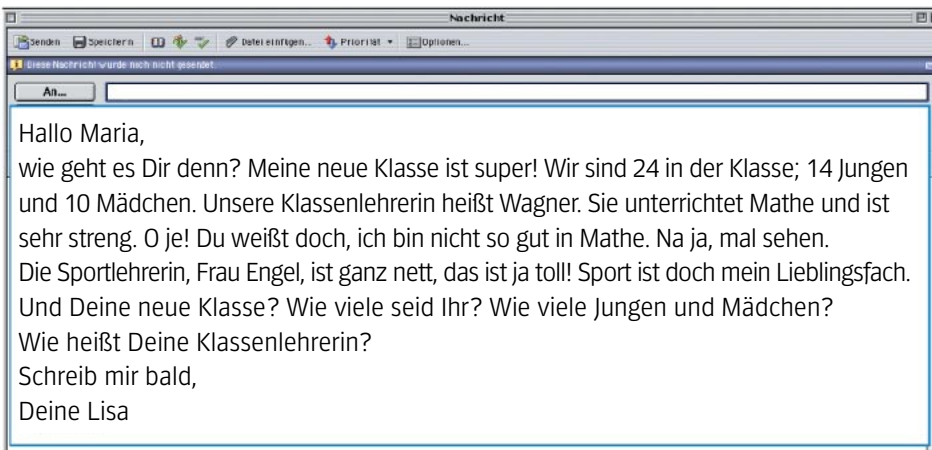 Nachricht
Senden Speichern Datei einfügen... Priorität Optionen...
Diese Nachricht wurde noch nicht gesendet.
An...
Hallo Maria,
wie geht es Dir denn? Meine neue Klasse ist super! Wir sind 24 in der Klasse; 14 Jungen
und 10 Mädchen. Unsere Klassenlehrerin heißt Wagner. Sie unterrichtet Mathe und ist
sehr streng. O je! Du weißt doch, ich bin nicht so gut in Mathe. Na ja, mal sehen.
Die Sportlehrerin, Frau Engel, ist ganz nett, das ist ja toll! Sport ist doch mein Lieblingsfach.
Und Deine neue Klasse? Wie viele seid Ihr? Wie viele Jungen und Mädchen?
Wie heißt Deine Klassenlehrerin?
Schreib mir bald,
Deine Lisa